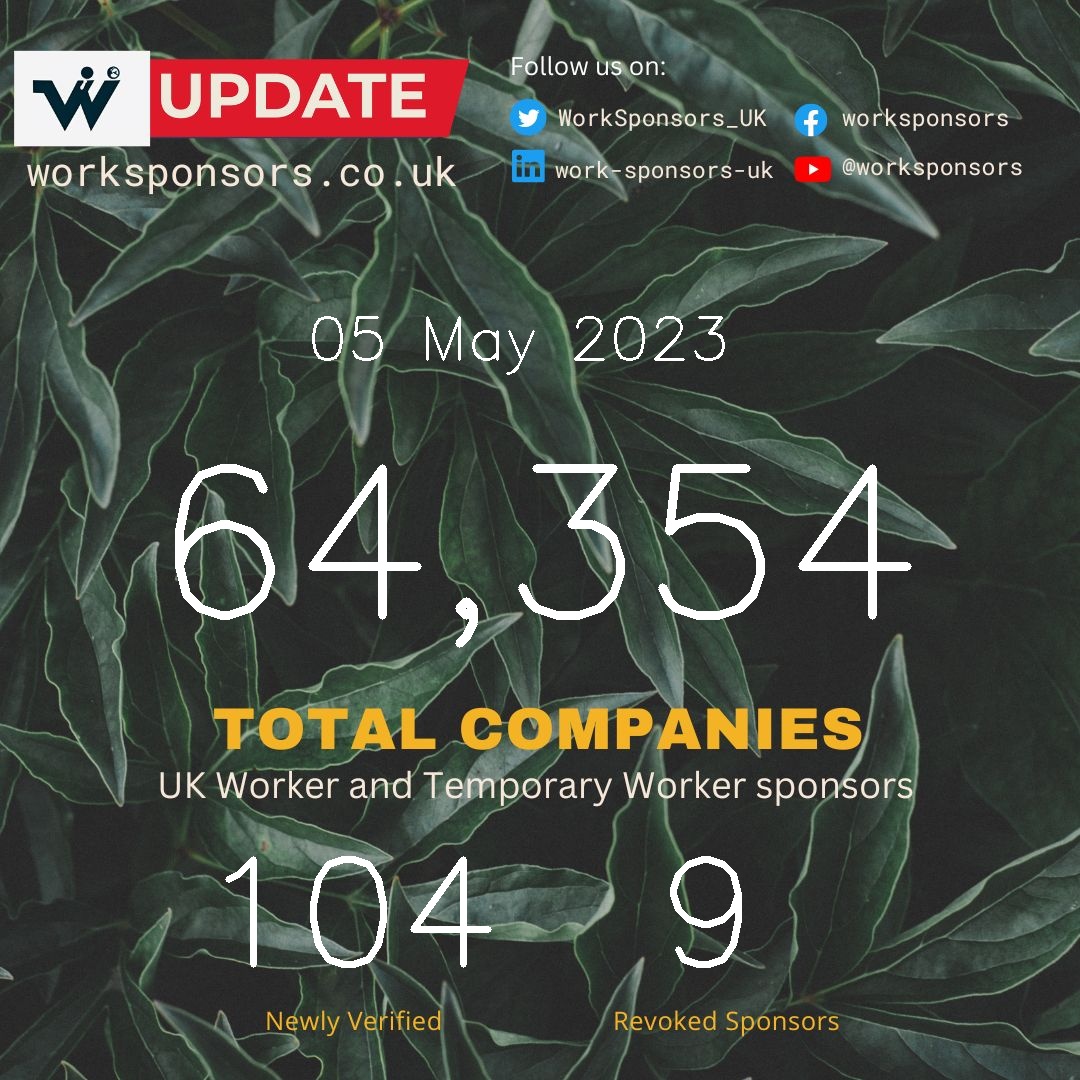 W UPDATE
worksponsors.co.uk
Follow us on:
WorkSponsors_UK worksponsors
work-sponsors-uk @worksponsors
05 May 2023
64,354
TOTAL COMPANIES
UK Worker and Temporary Worker sponsors
104 9
Newly Verified Revoked Sponsors